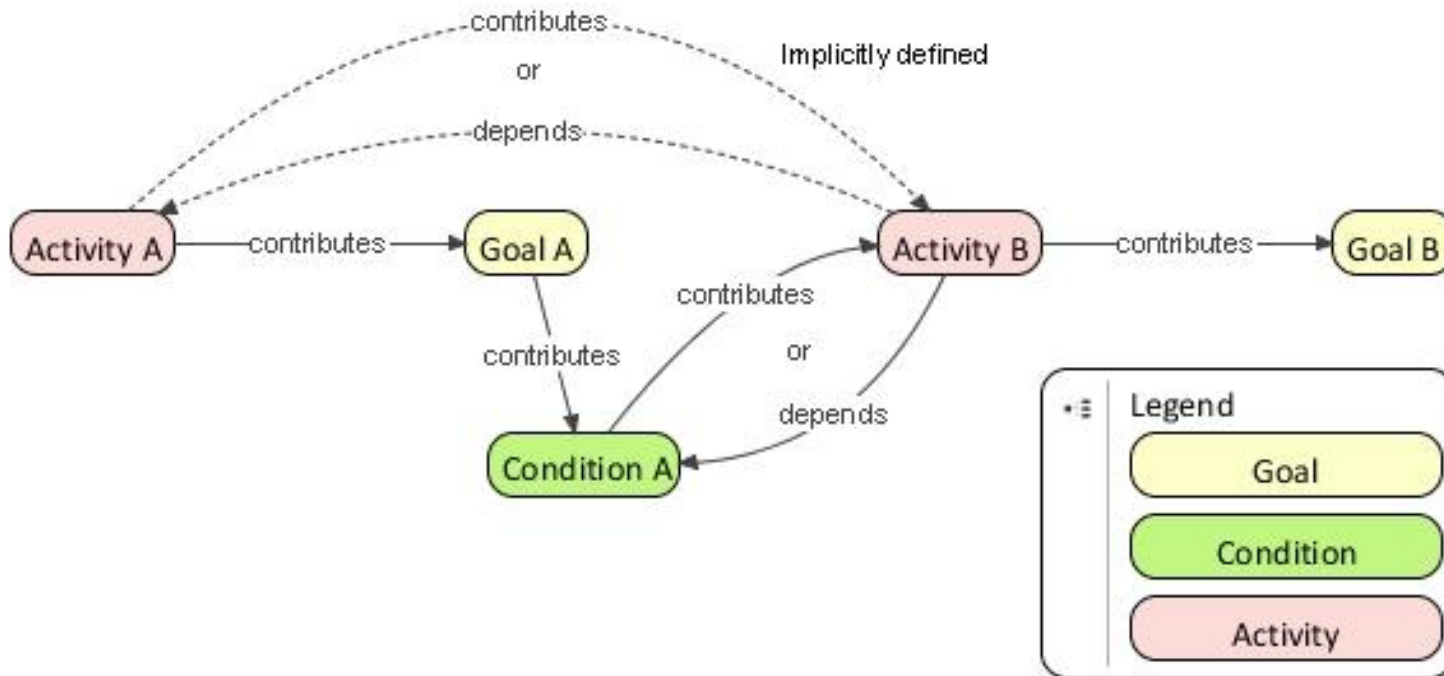 contributes
or
Implicitly defined
depends
Activity A
contributes
Goal A
Activity B
contributes
Goal B
contributes
contributes
or
depends
Condition A
Legend
Goal
Condition
Activity